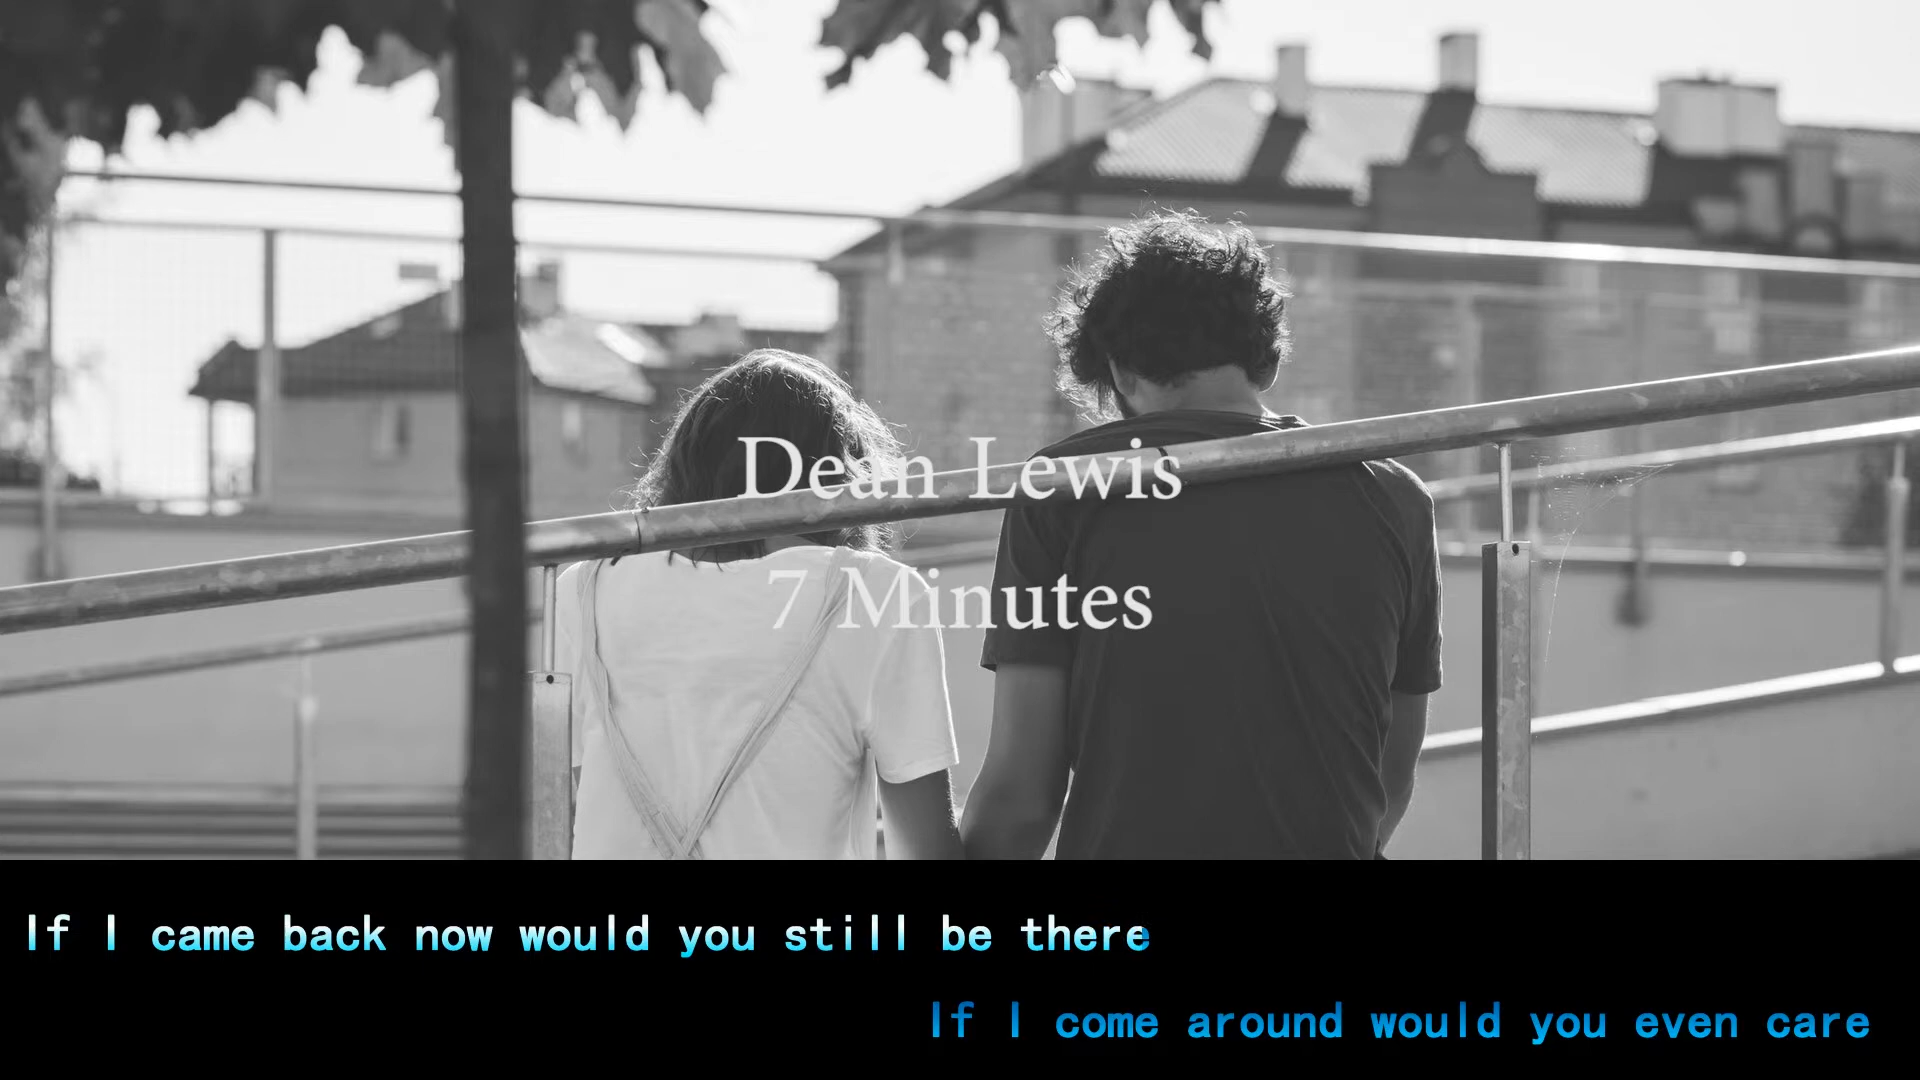 Dean Lewis
7 Minutes
If I came back now would you still be there
If I come around would you even care